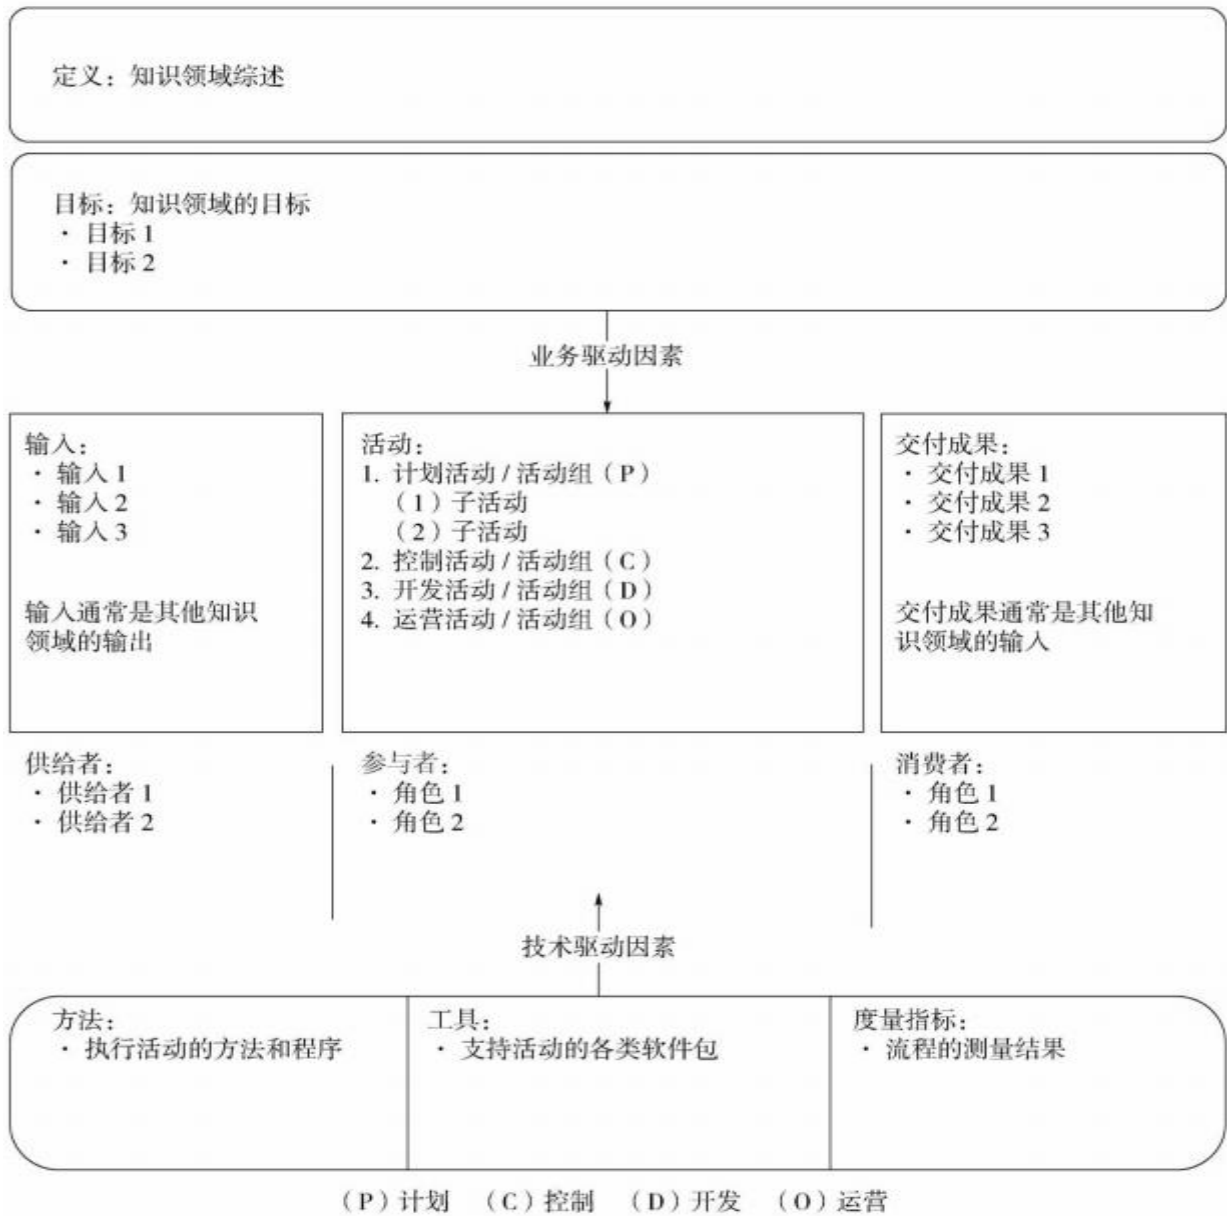 定义：知识领域综述
目标：知识领域的目标
· 目标 1
· 目标 2
业务驱动因素
输入：
· 输入 1
· 输入 2
· 输入 3
输入通常是其他知识
领域的输出
活动：
1. 计划活动 / 活动组（P）
（1）子活动
（2）子活动
2. 控制活动 / 活动组（C）
3. 开发活动 / 活动组（D）
4. 运营活动 / 活动组（O）
交付成果：
· 交付成果 1
· 交付成果 2
· 交付成果 3
交付成果通常是其他知
识领域的输入
供给者：
· 供给者 1
· 供给者 2
参与者：
· 角色 1
· 角色 2
消费者：
· 角色 1
· 角色 2
技术驱动因素
方法：
· 执行活动的方法和程序
工具：
· 支持活动的各类软件包
度量指标：
· 流程的测量结果
（P）计划 （C）控制 （D）开发 （O）运营